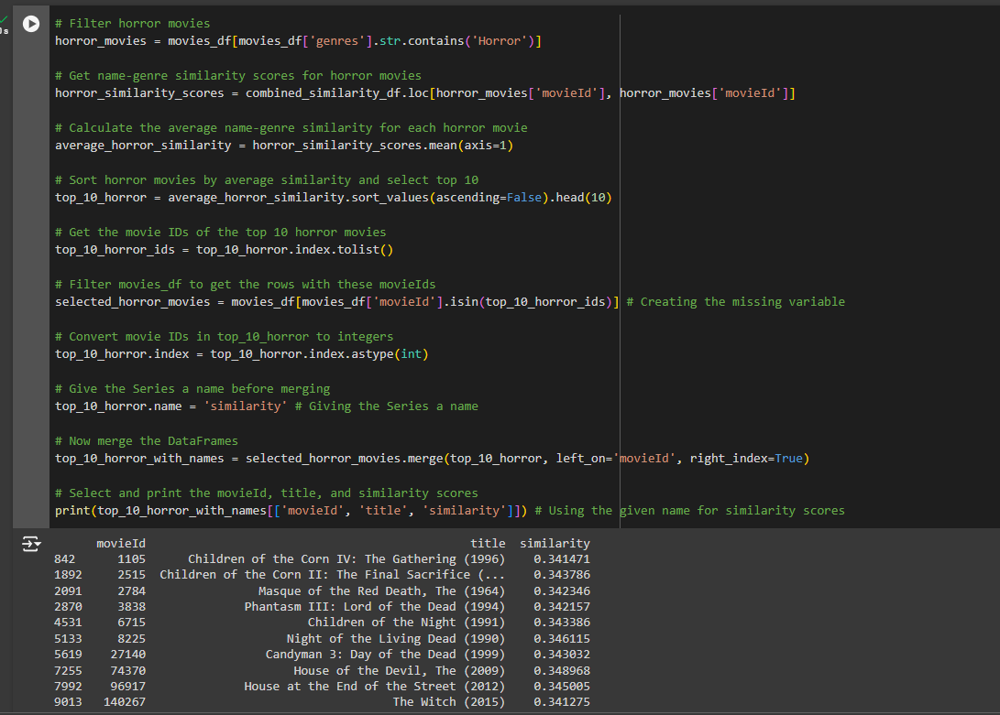 0s
# Filter horror movies
horror_movies = movies_df[movies_df['genres'].str.contains('Horror')]
# Get name-genre similarity scores for horror movies
horror_similarity_scores = combined_similarity_df.loc[horror_movies['movieId'], horror_movies['movieId']]
# Calculate the average name-genre similarity for each horror movie
average_horror_similarity = horror_similarity_scores.mean(axis=1)
# Sort horror movies by average similarity and select top 10
top_10_horror = average_horror_similarity.sort_values(ascending=False).head(10)
# Get the movie IDs of the top 10 horror movies
top_10_horror_ids = top_10_horror.index.tolist()
# Filter movies_df to get the rows with these movieIds
selected_horror_movies = movies_df[movies_df['movieId'].isin(top_10_horror_ids)] # Creating the missing variable
# Convert movie IDs in top_10_horror to integers
top_10_horror.index = top_10_horror.index.astype(int)
# Give the Series a name before merging
top_10_horror.name = 'similarity' # Giving the Series a name
# Now merge the DataFrames
top_10_horror_with_names = selected_horror_movies.merge(top_10_horror, left_on='movieId', right_index=True)
# Select and print the movieId, title, and similarity scores
print(top_10_horror_with_names[['movieId', 'title', 'similarity']]) # Using the given name for similarity scores
movieId title similarity
842 1105 Children of the Corn IV: The Gathering (1996) 0.341471
1892 2515 Children of the Corn II: The Final Sacrifice (... 0.343786
2091 2784 Masque of the Red Death, The (1964) 0.342346
2870 3838 Phantasm III: Lord of the Dead (1994) 0.342157
4531 6715 Children of the Night (1991) 0.343386
5133 8225 Night of the Living Dead (1990) 0.346115
5619 27140 Candyman 3: Day of the Dead (1999) 0.343032
7255 74370 House of the Devil, The (2009) 0.348968
7992 96917 House at the End of the Street (2012) 0.345005
9013 140267 The Witch (2015) 0.341275